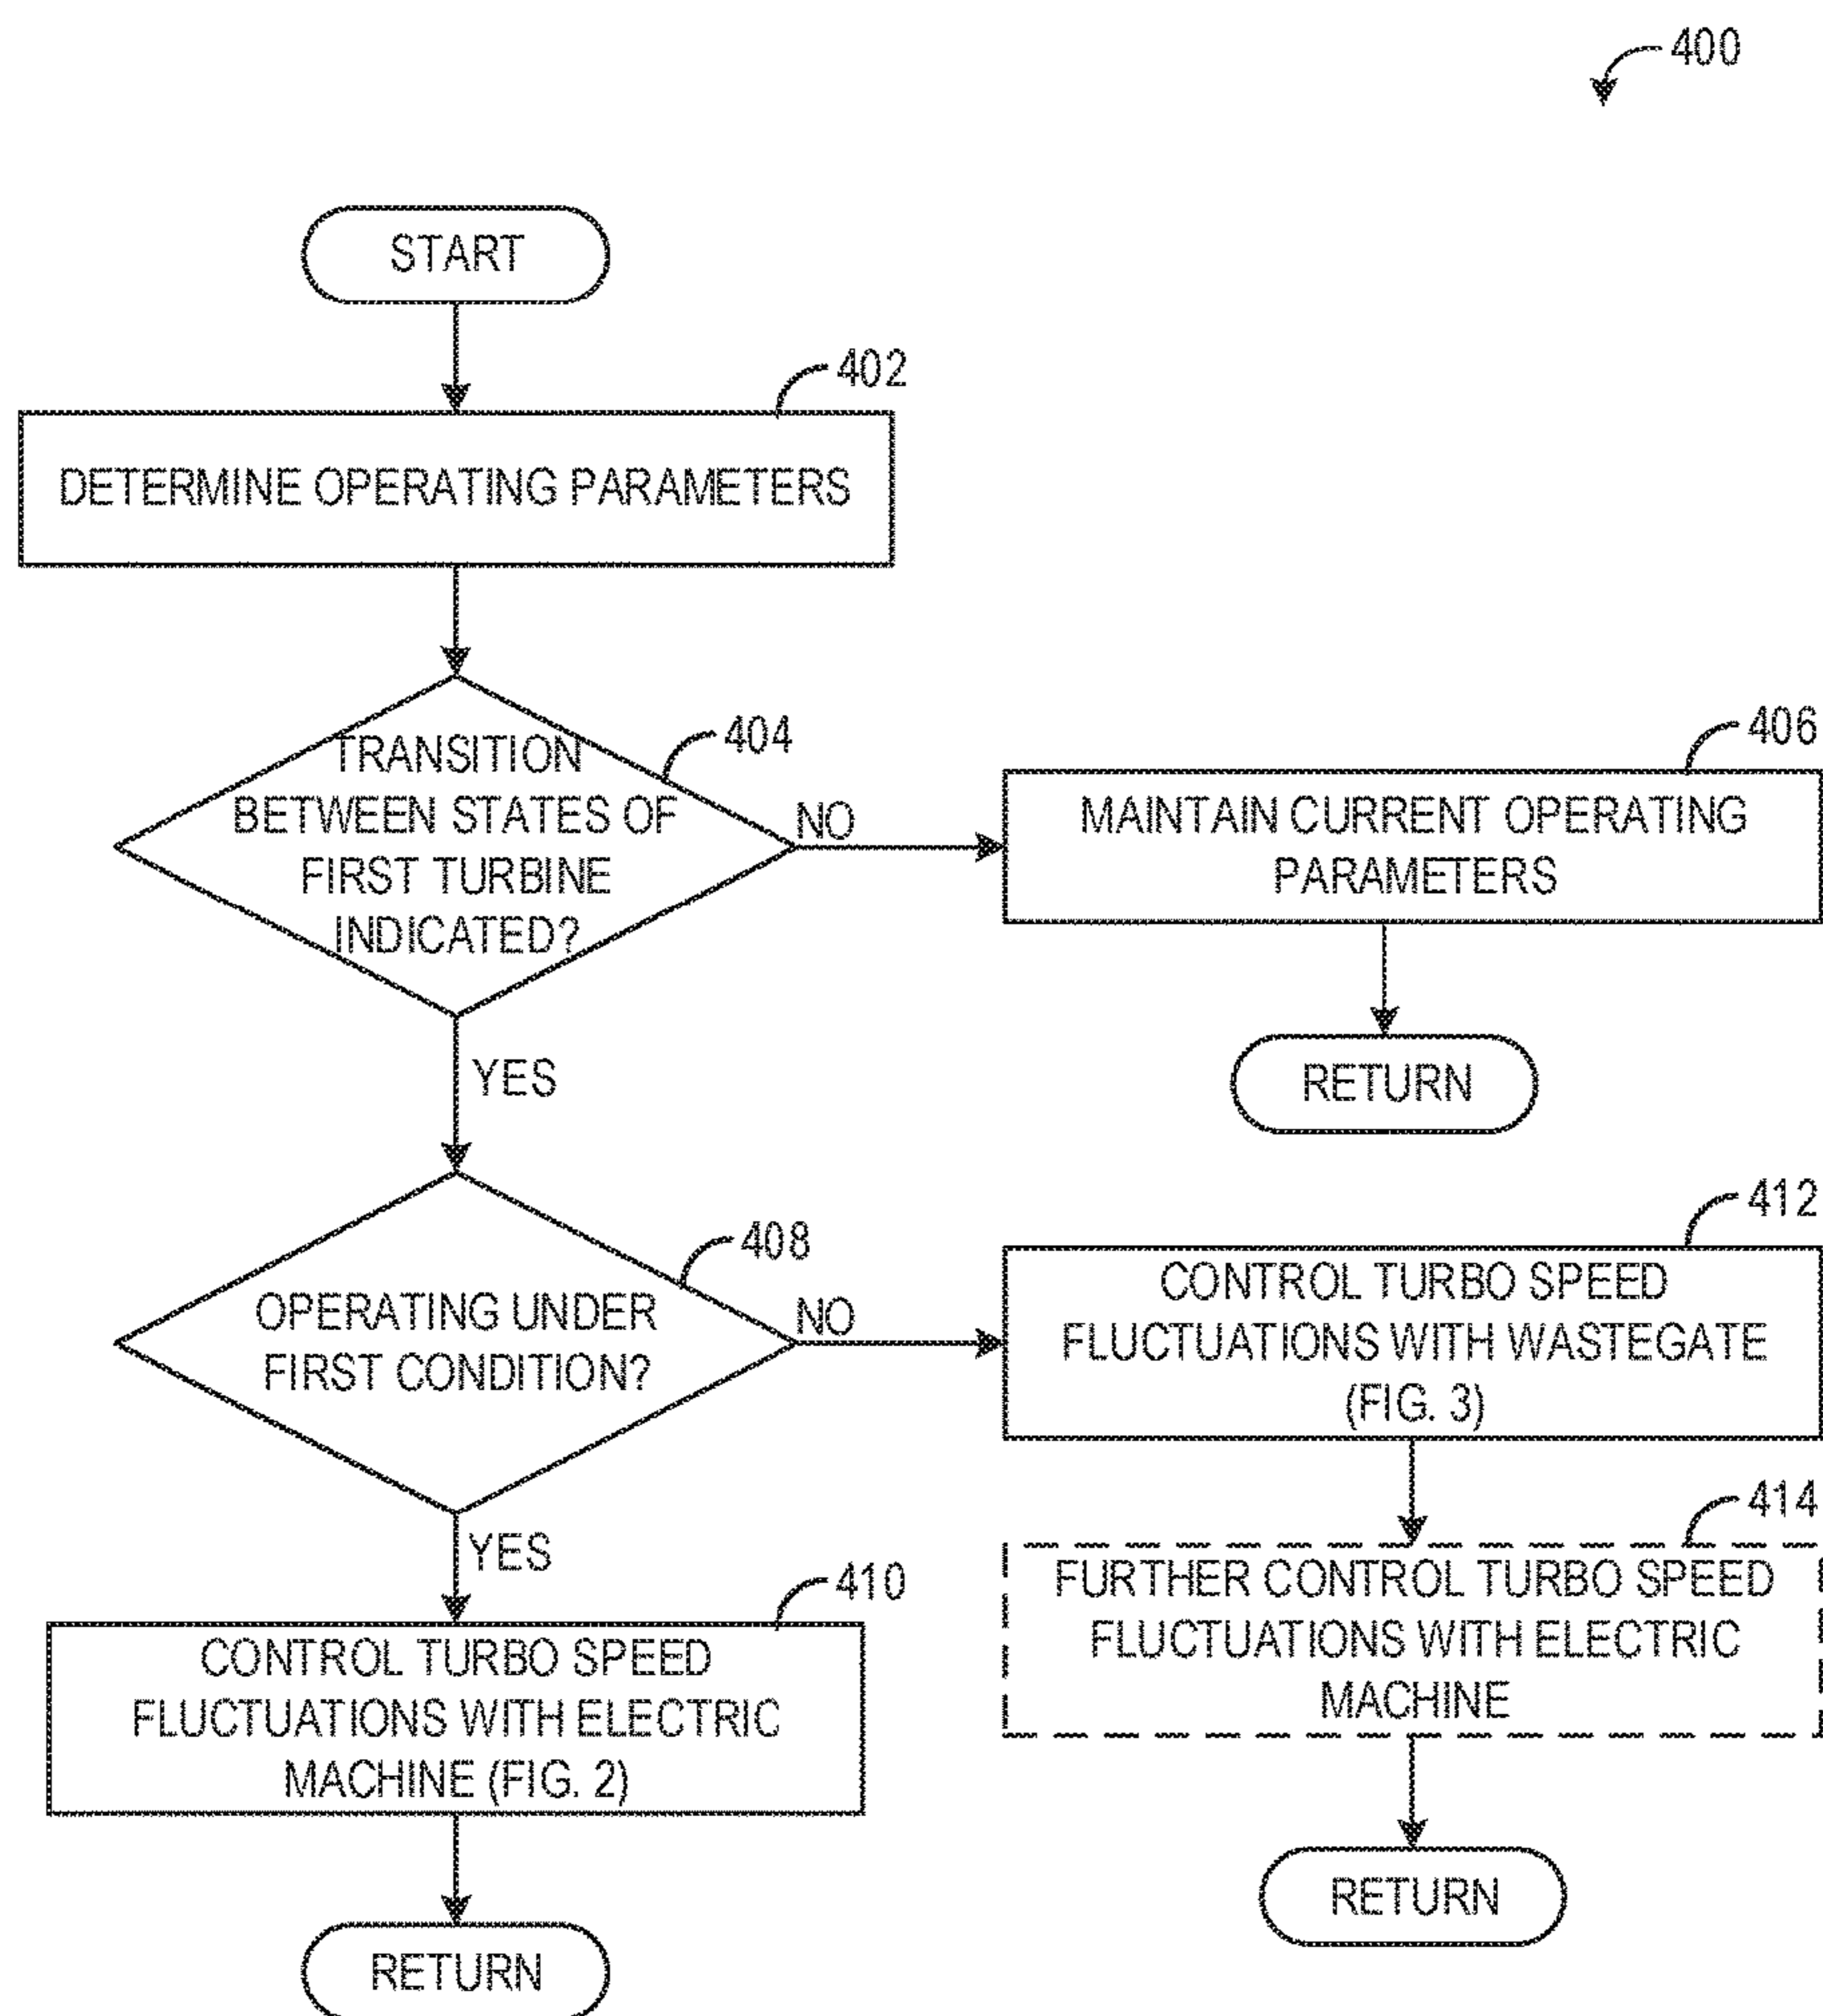 400
START
402
DETERMINE OPERATING PARAMETERS
404
TRANSITION
BETWEEN STATES OF
FIRST TURBINE
INDICATED?
NO
406
MAINTAIN CURRENT OPERATING
PARAMETERS
RETURN
YES
408
OPERATING UNDER
FIRST CONDITION?
NO
412
CONTROL TURBO SPEED
FLUCTUATIONS WITH WASTEGATE
(FIG. 3)
414
FURTHER CONTROL TURBO SPEED
FLUCTUATIONS WITH ELECTRIC
MACHINE
RETURN
YES
410
CONTROL TURBO SPEED
FLUCTUATIONS WITH ELECTRIC
MACHINE (FIG. 2)
RETURN